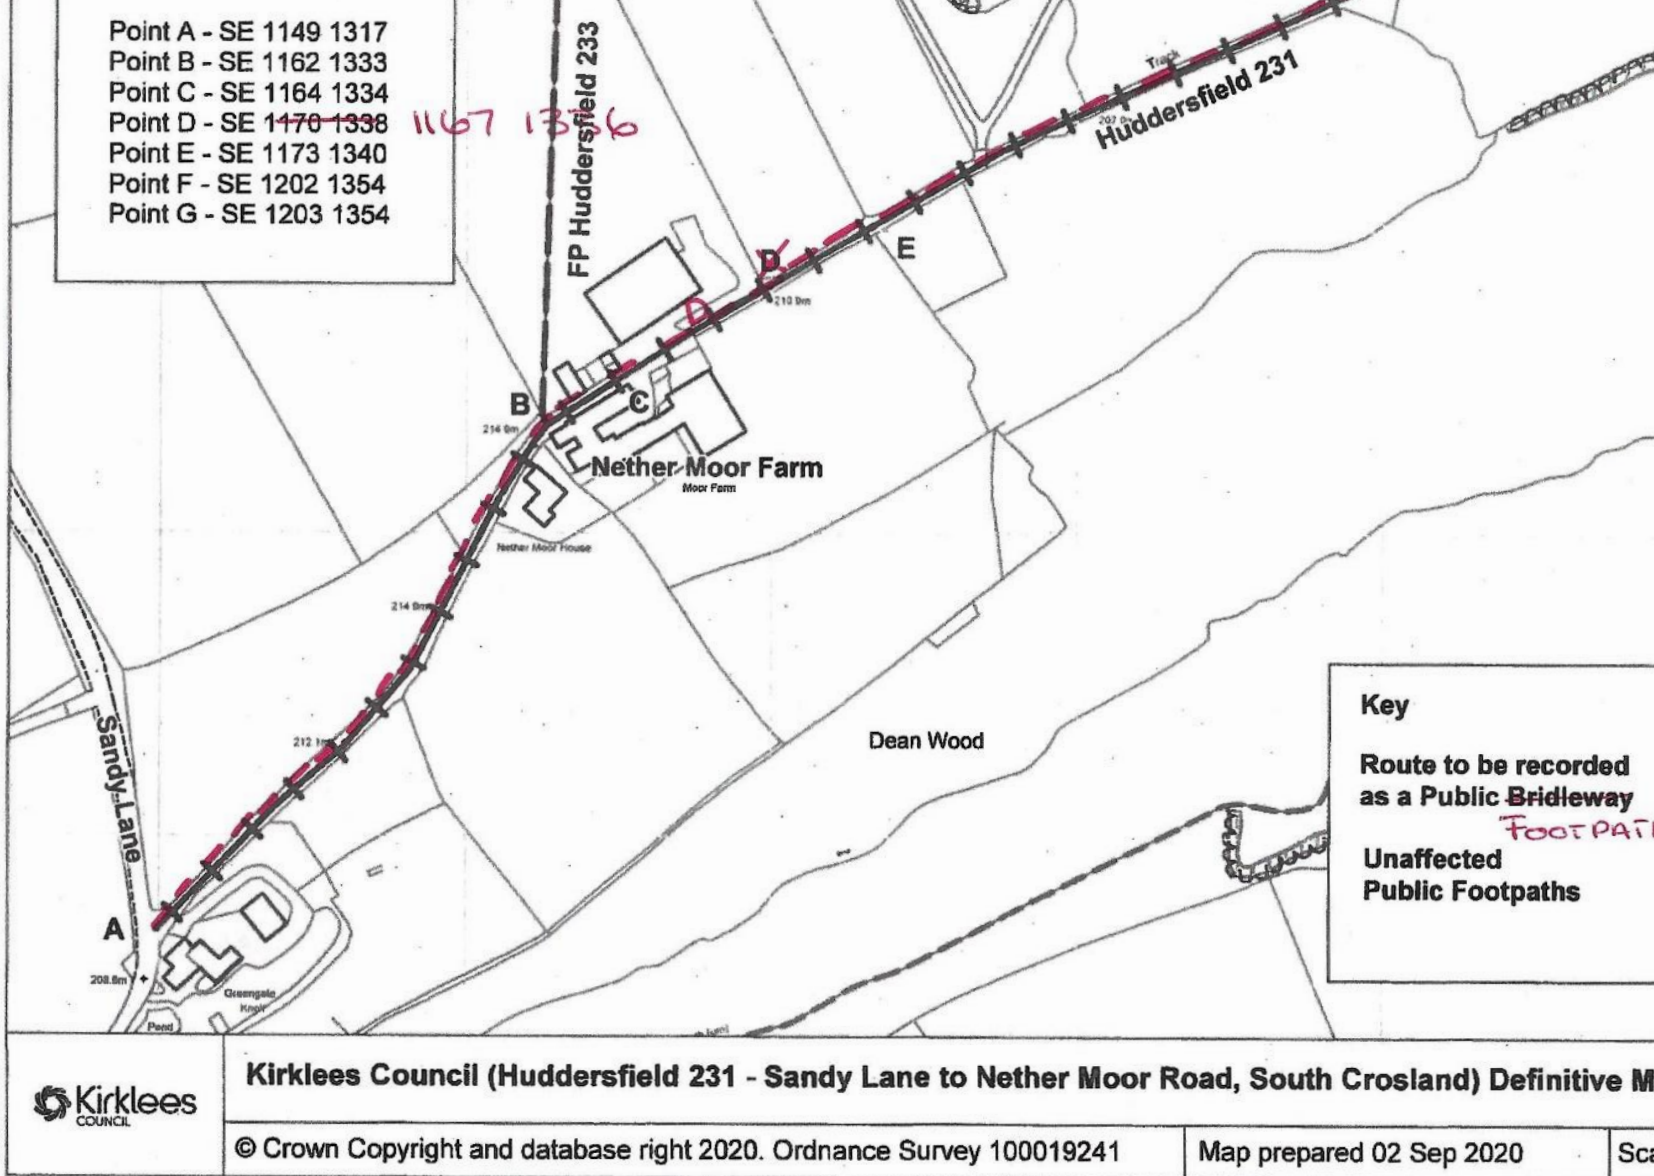 Point A - SE 1149 1317
Point B - SE 1162 1333
Point C - SE 1164 1334
Point D - SE 1170 1338 1167 1336
Point E - SE 1173 1340
Point F - SE 1202 1354
Point G - SE 1203 1354
FP Huddersfield 233
Track
207.0m
Huddersfield 231
E
D
210.9m
D
C
B
214.9m
Nether Moor Farm
Moor Farm
Nether Moor House
214.9m
212.1m
Sandy Lane
Dean Wood
A
208.8m
Greengate
Knoll
Pond
Key
Route to be recorded
as a Public Bridleway
FOOTPAT
Unaffected
Public Footpaths
Kirklees
COUNCIL
Kirklees Council (Huddersfield 231 - Sandy Lane to Nether Moor Road, South Crosland) Definitive M
© Crown Copyright and database right 2020. Ordnance Survey 100019241
Map prepared 02 Sep 2020
Sca